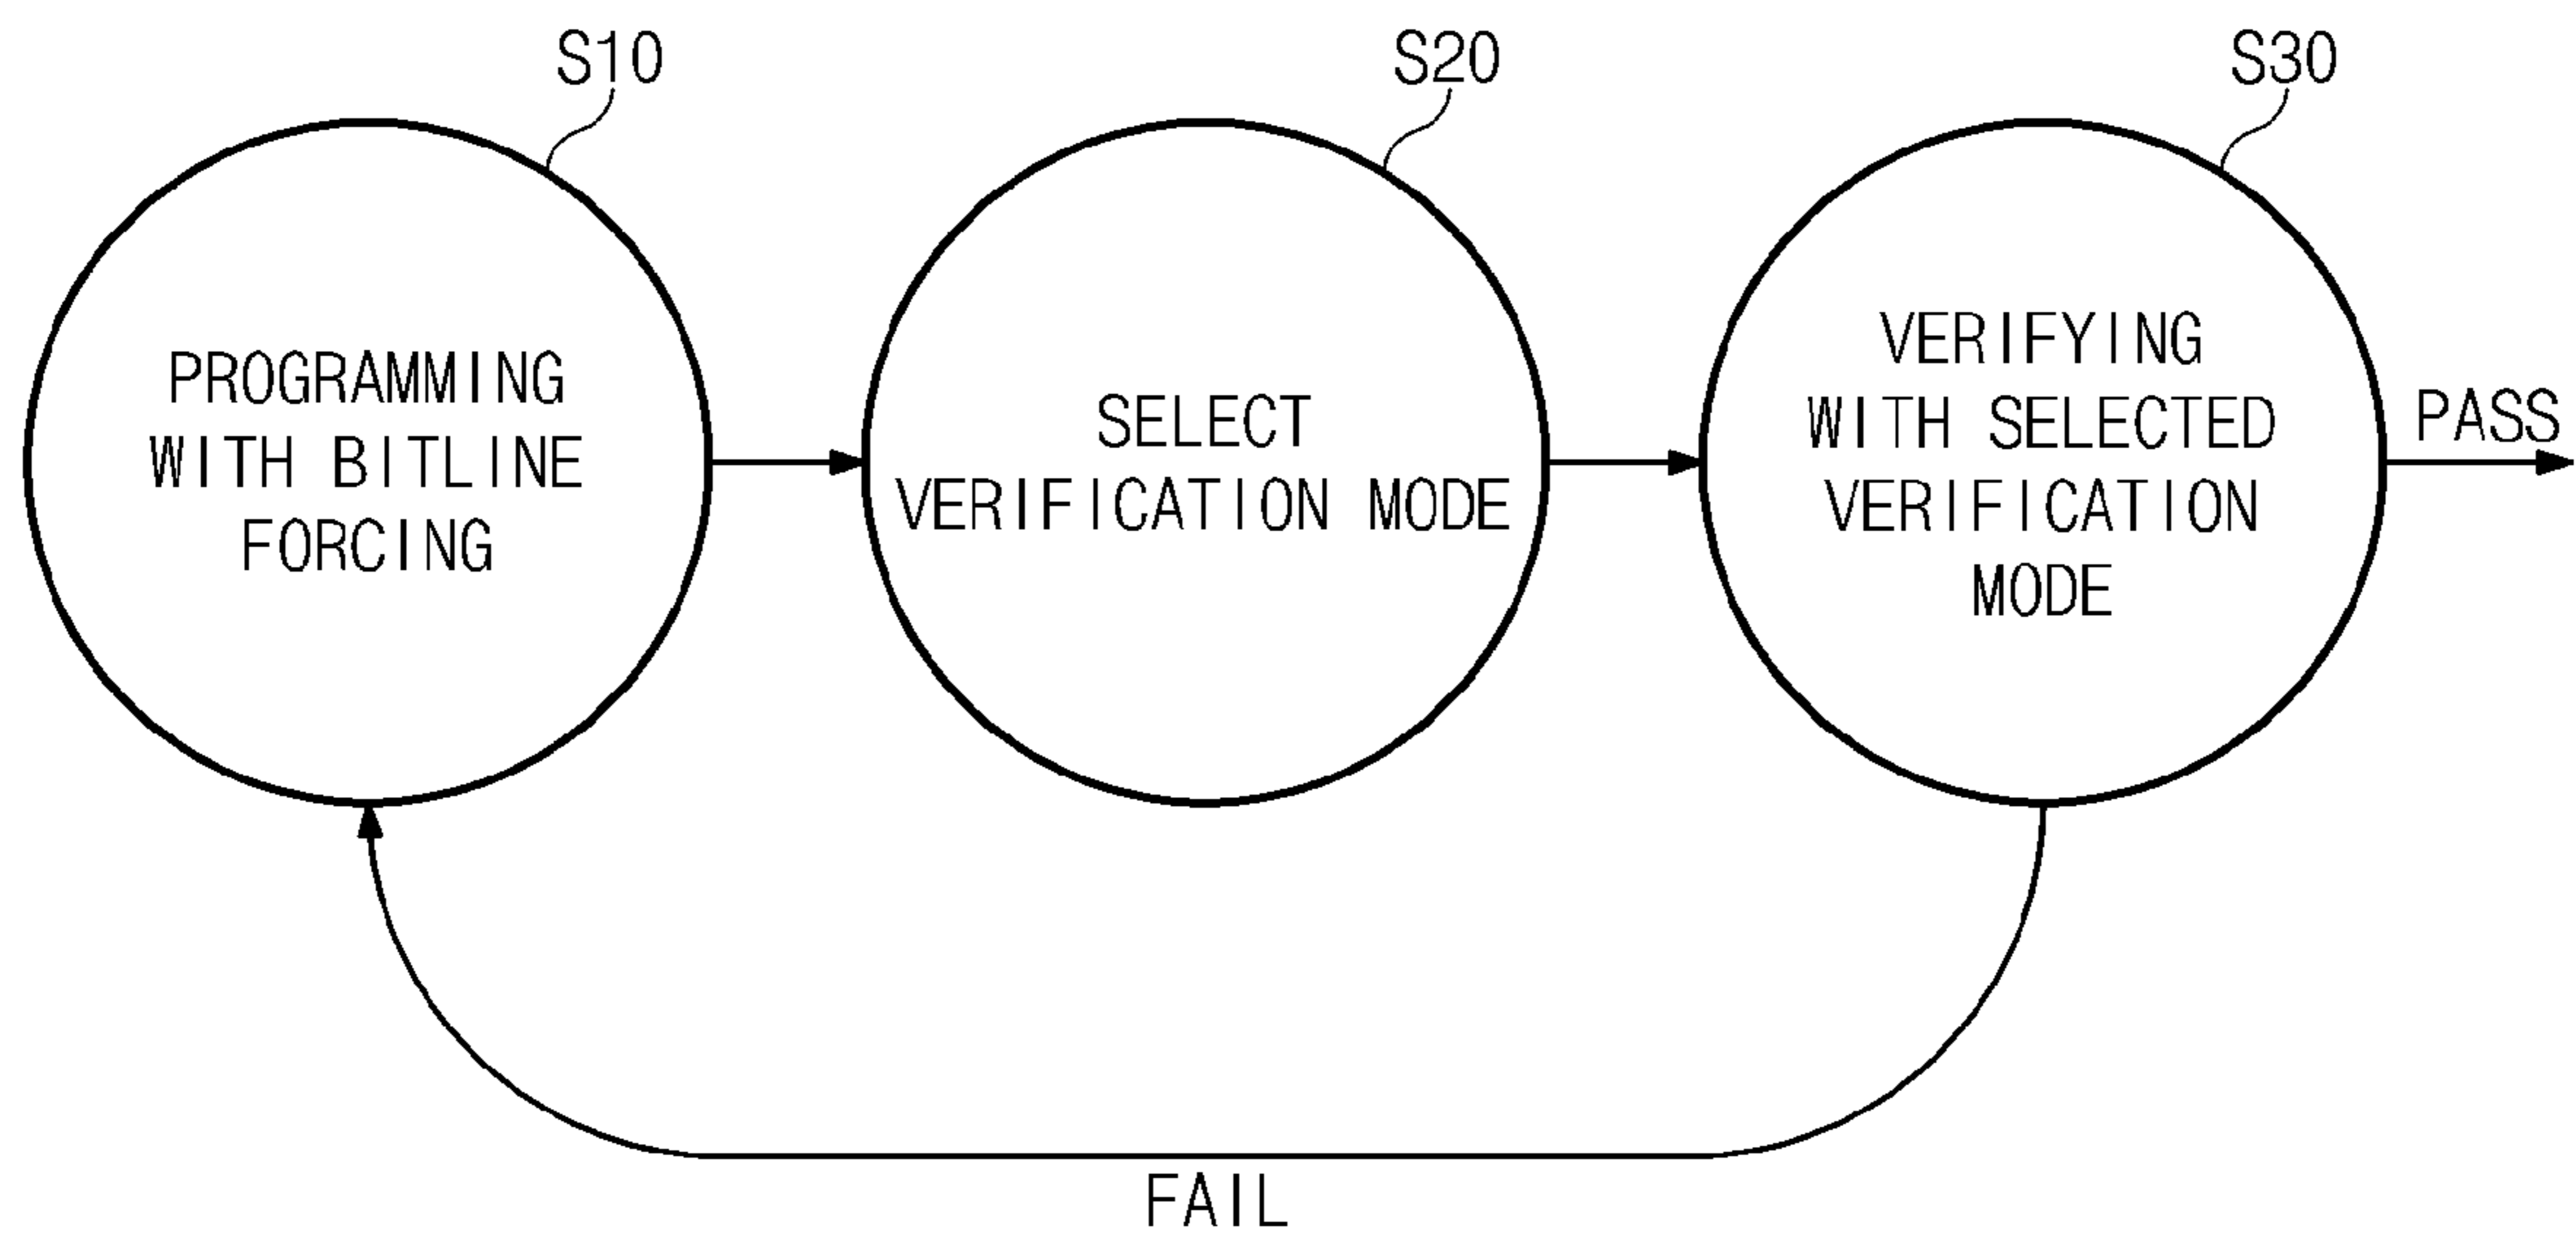 S10
S20
S30
PROGRAMMING
WITH BITLINE
FORCING
SELECT
VERIFICATION MODE
VERIFYING
WITH SELECTED
VERIFICATION
MODE
PASS
FAIL